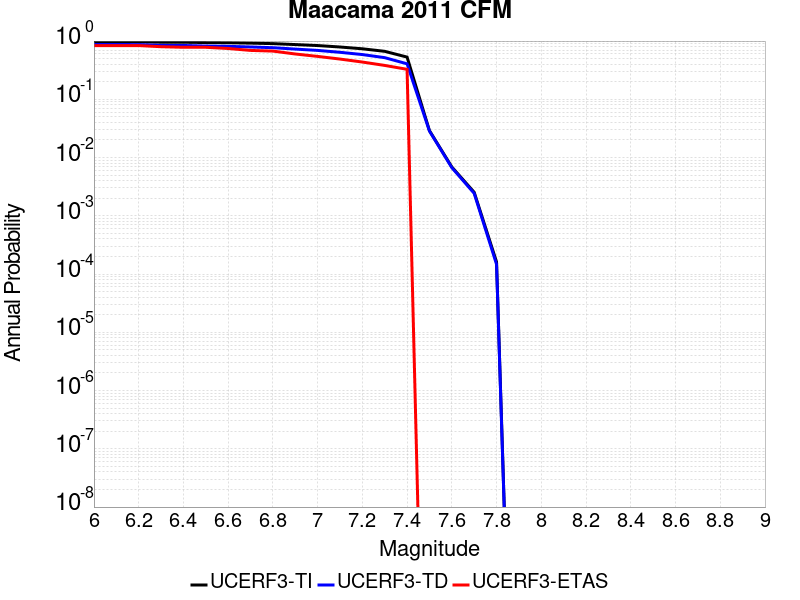 Maacama 2011 CFM
10^0
10^-1
10^-2
10^-3
10^-4
10^-5
10^-6
10^-7
10^-8
Annual Probability
6 6.2 6.4 6.6 6.8 7 7.2 7.4 7.6 7.8 8 8.2 8.4 8.6 8.8 9
Magnitude
UCERF3-TI UCERF3-TD UCERF3-ETAS